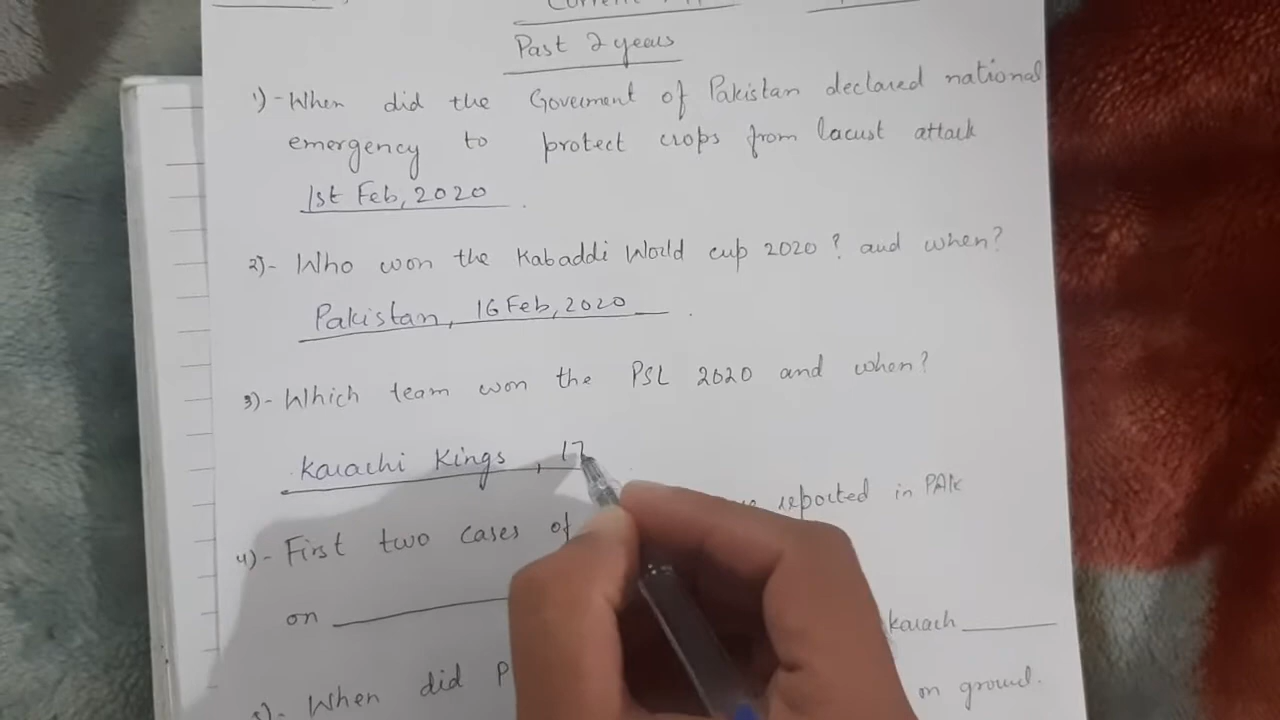 Past 2 years
1)- When did the Goverment of Pakistan declared national
emergency to protect crops from lacust attack
1st Feb, 2020 .
2)- Who won the Kabaddi World cup 2020 ? and when?
Pakistan, 16 Feb, 2020 .
3)- Which team won the PSL 2020 and when?
Karachi Kings , 17
4)- First two cases of reported in PAK
on karach
5)- When did P on ground.